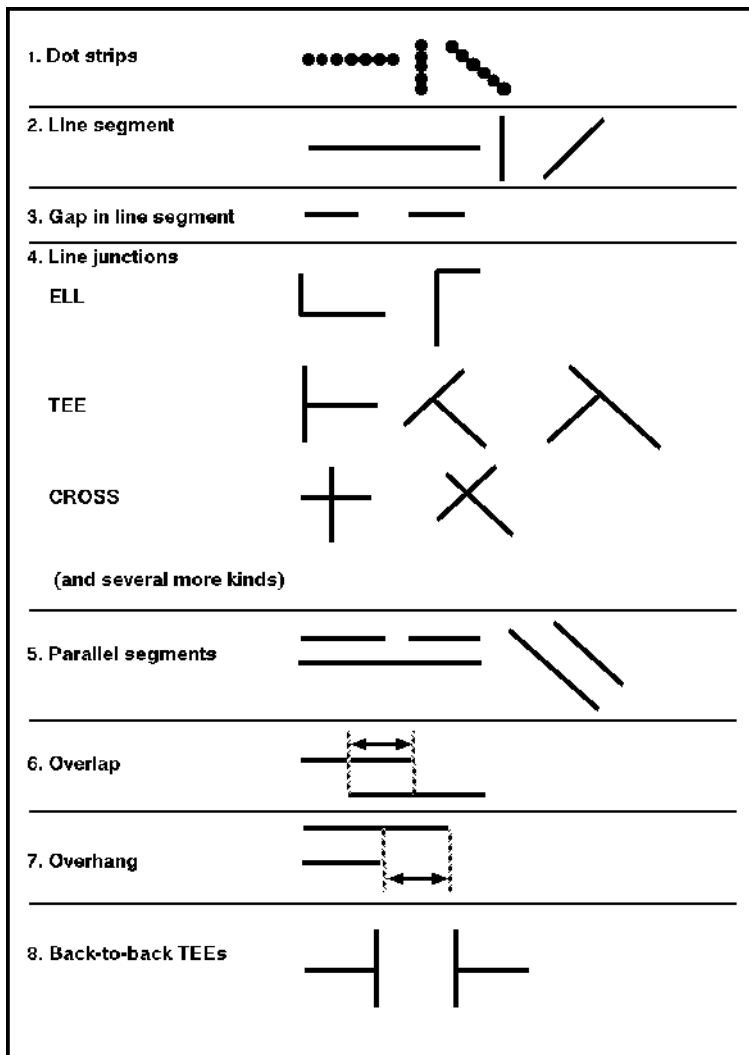 1. Dot strips
2. Line segment
3. Gap in line segment
4. Line junctions
ELL
TEE
CROSS
(and several more kinds)
5. Parallel segments
6. Overlap
7. Overhang
8. Back-to-back TEEs